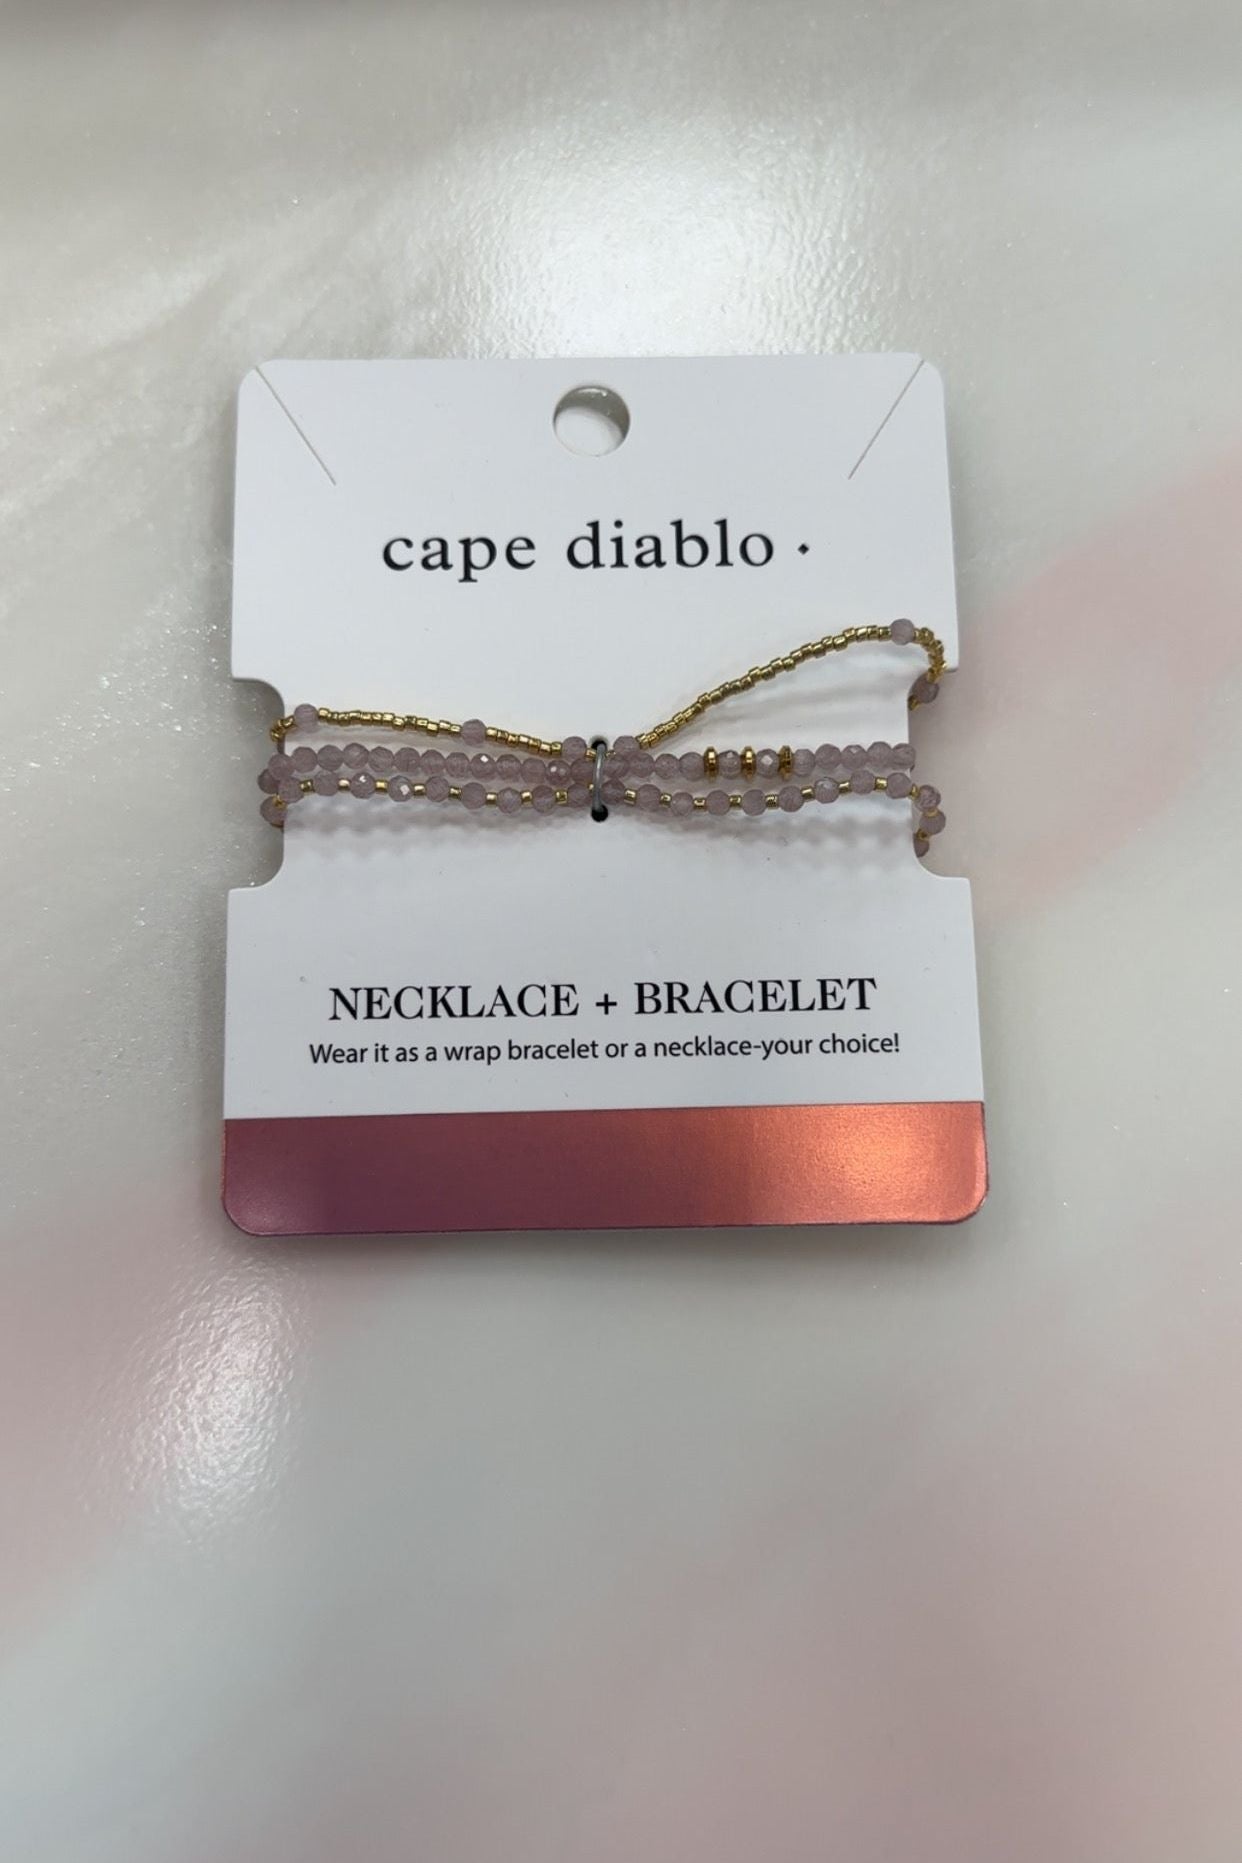 cape diablo ·
NECKLACE + BRACELET
Wear it as a wrap bracelet or a necklace-your choice!